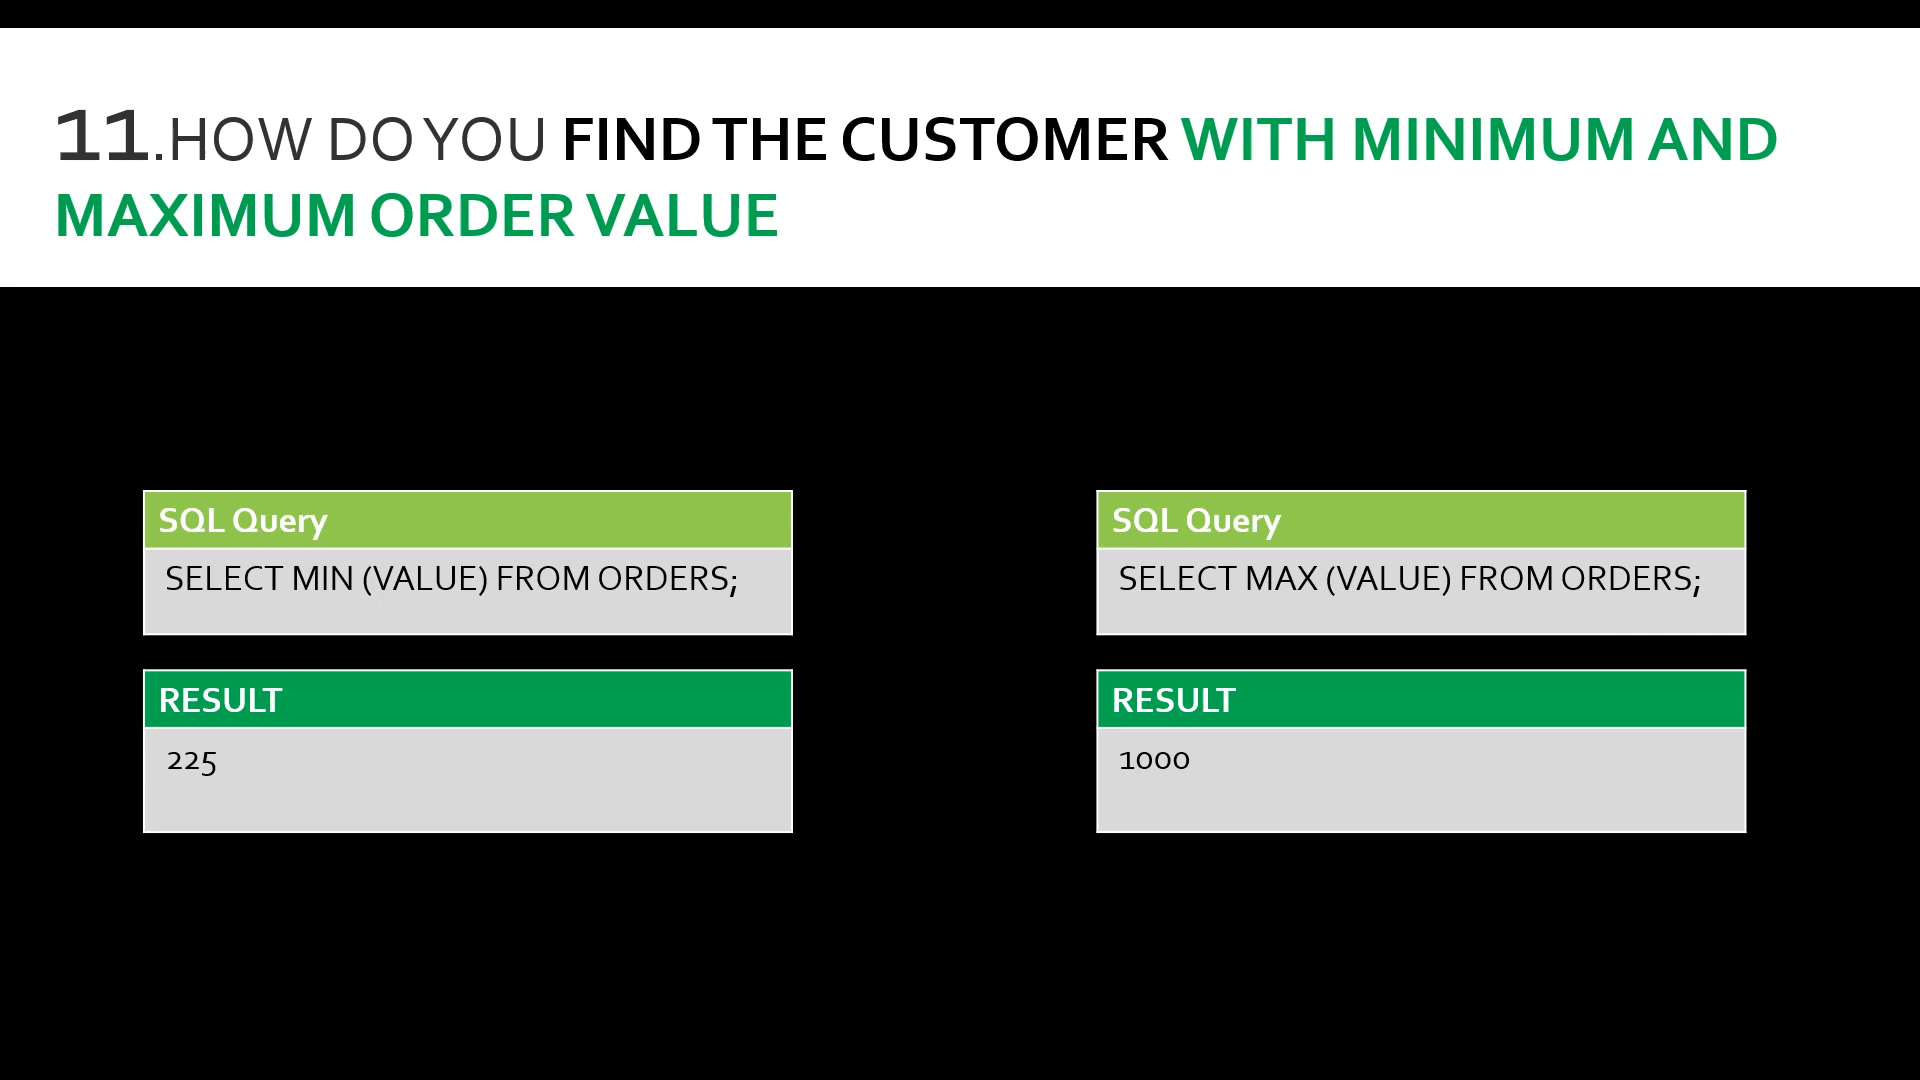 11.HOW DO YOU FIND THE CUSTOMER WITH MINIMUM AND
MAXIMUM ORDER VALUE
SQL Query
SELECT MIN (VALUE) FROM ORDERS;
RESULT
225
SQL Query
SELECT MAX (VALUE) FROM ORDERS;
RESULT
1000